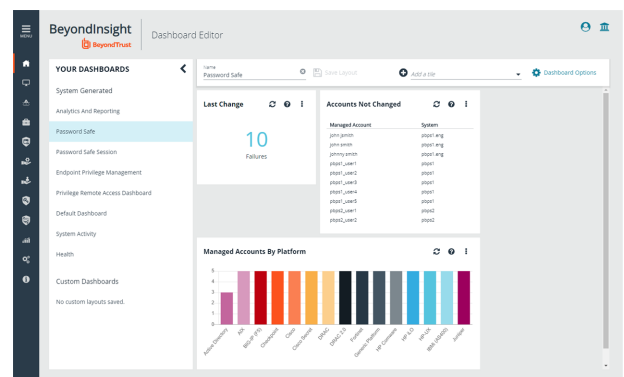 MENU
BeyondInsight
BeyondTrust
Dashboard Editor
YOUR DASHBOARDS
System Generated
Analytics And Reporting
Password Safe
Password Safe Session
Endpoint Privilege Management
Privilege Remote Access Dashboard
Default Dashboard
System Activity
Health
Custom Dashboards
No custom layouts saved.
Name
Password Safe
Save Layout
Add a tile
Dashboard Options
Last Change
10
Failures
Accounts Not Changed
Managed Account System
john jsmith pbps1.eng
john smith pbps1.eng
johnny smith pbps1.eng
pbps1_user1 pbps1
pbps1_user2 pbps1
pbps1_user3 pbps1
pbps1_user4 pbps1
pbps1_user5 pbps1
pbps2_user1 pbps2
pbps2_user2 pbps2
Managed Accounts By Platform
5
4
3
2
1
0
Active Directory
AIX
BIG-IP (F5)
Checkpoint
Cisco
Cisco Secret
DRAC
DRAC 2.0
Fortinet
Generic Platform
HP Comware
HP iLO
HP-UX
IBM (AS400)
Juniper